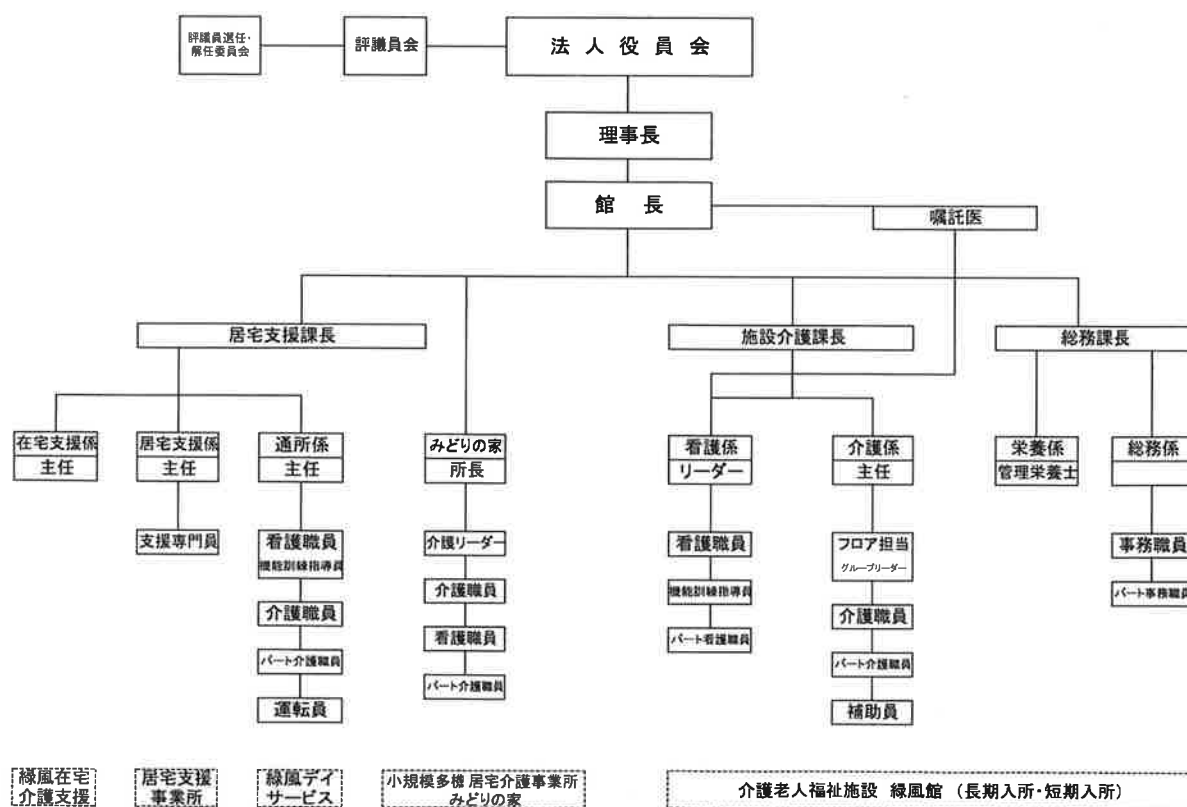 評議員選任・
解任委員会
評議員会
法人役員会
理事長
館 長
嘱託医
居宅支援課長
施設介護課長
総務課長
在宅支援係
主任
居宅支援係
主任
通所係
主任
みどりの家
所長
看護係
リーダー
介護係
主任
栄養係
管理栄養士
総務係
支援専門員
看護職員
機能訓練指導員
介護職員
パート介護職員
運転員
介護リーダー
介護職員
看護職員
パート介護職員
看護職員
機能訓練指導員
パート看護職員
フロア担当
グループリーダー
介護職員
パート介護職員
補助員
事務職員
パート事務職員
緑風在宅
介護支援
居宅支援
事業所
緑風デイ
サービス
小規模多機 居宅介護事業所
みどりの家
介護老人福祉施設 緑風館 (長期入所・短期入所)